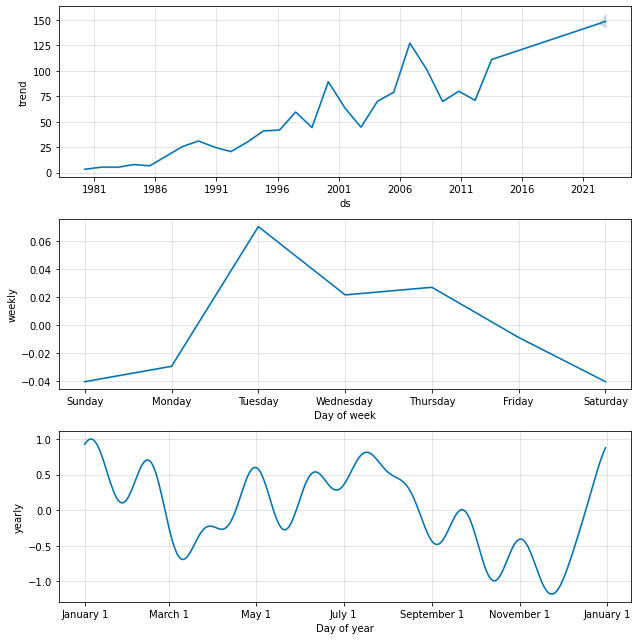 150
125
100
75
50
25
0
trend
1981 1986 1991 1996 2001 2006 2011 2016 2021
ds
0.06
0.04
0.02
0.00
−0.02
−0.04
weekly
Sunday Monday Tuesday Wednesday Thursday Friday Saturday
Day of week
1.0
0.5
0.0
−0.5
−1.0
yearly
January 1 March 1 May 1 July 1 September 1 November 1 January 1
Day of year